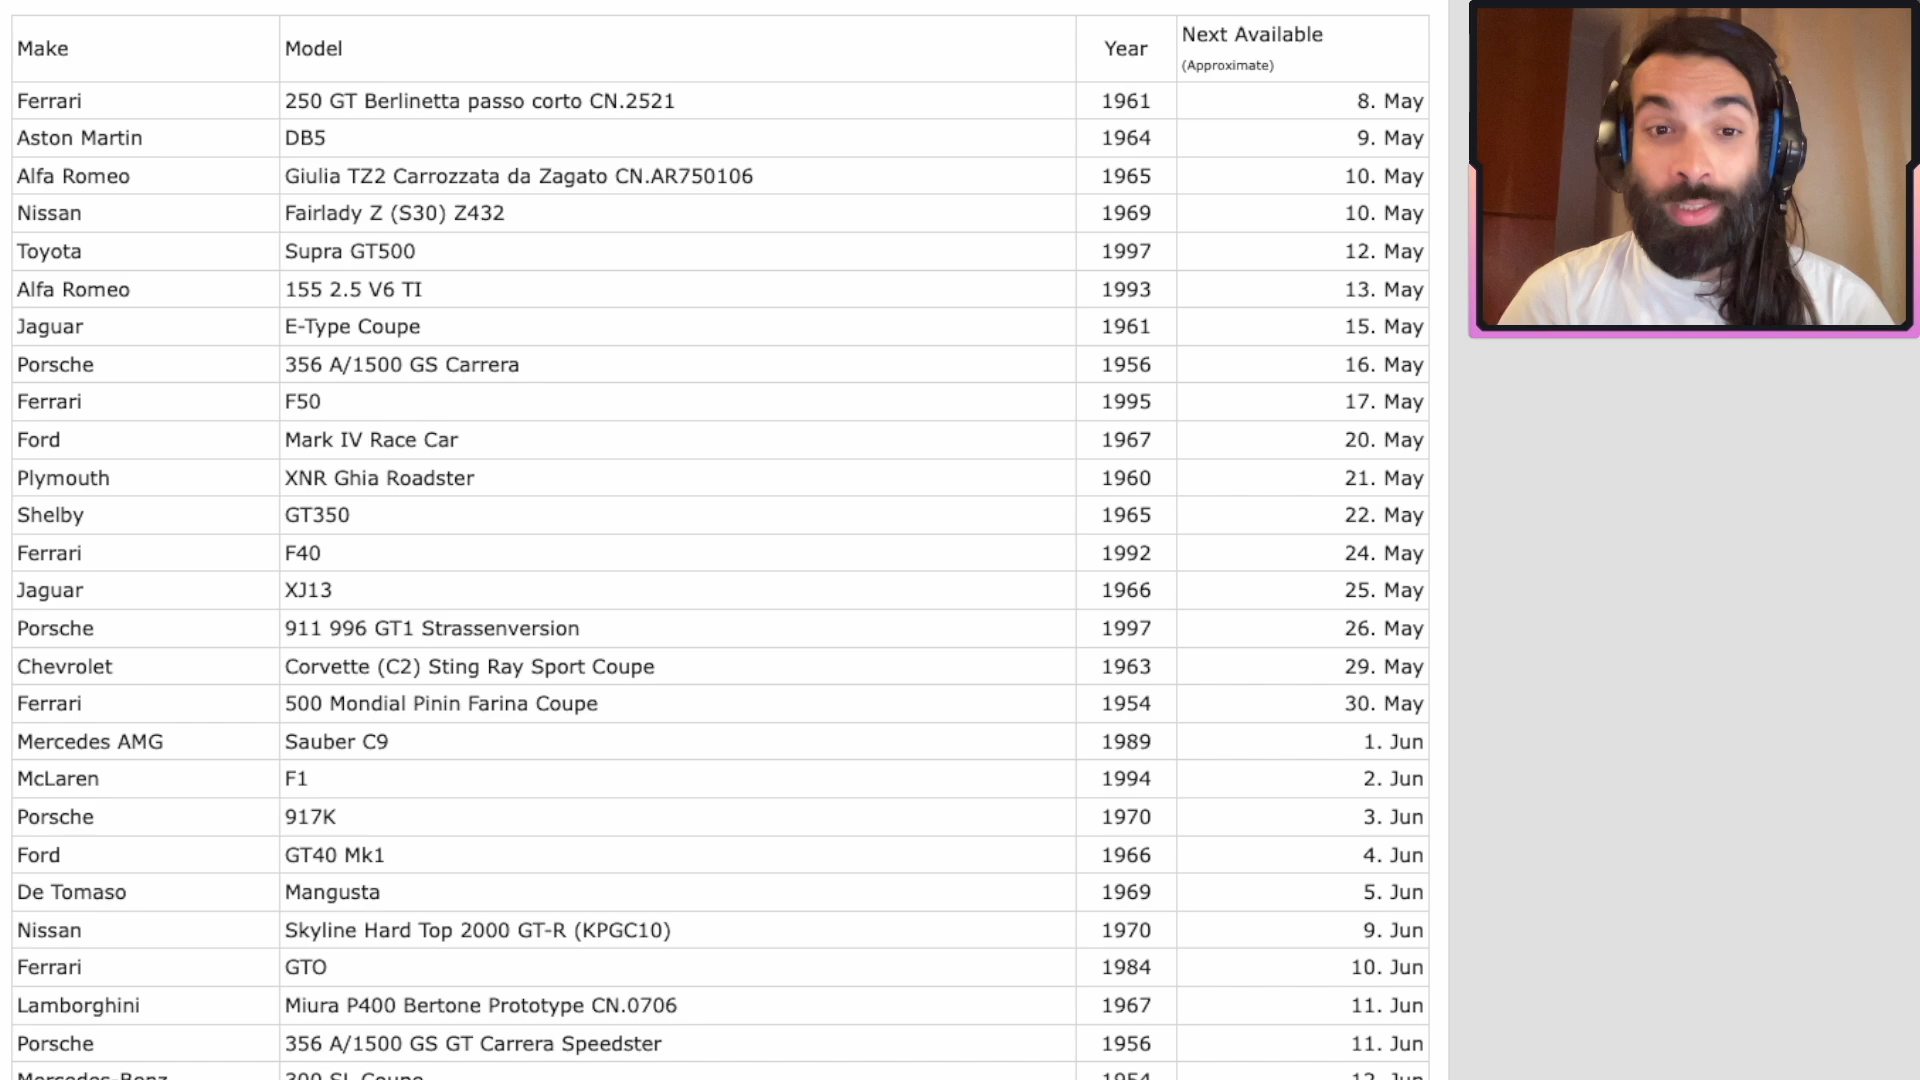 Make Model Year Next Available
(Approximate)
Ferrari 250 GT Berlinetta passo corto CN.2521 1961 8. May
Aston Martin DB5 1964 9. May
Alfa Romeo Giulia TZ2 Carrozzata da Zagato CN.AR750106 1965 10. May
Nissan Fairlady Z (S30) Z432 1969 10. May
Toyota Supra GT500 1997 12. May
Alfa Romeo 155 2.5 V6 TI 1993 13. May
Jaguar E-Type Coupe 1961 15. May
Porsche 356 A/1500 GS Carrera 1956 16. May
Ferrari F50 1995 17. May
Ford Mark IV Race Car 1967 20. May
Plymouth XNR Ghia Roadster 1960 21. May
Shelby GT350 1965 22. May
Ferrari F40 1992 24. May
Jaguar XJ13 1966 25. May
Porsche 911 996 GT1 Strassenversion 1997 26. May
Chevrolet Corvette (C2) Sting Ray Sport Coupe 1963 29. May
Ferrari 500 Mondial Pinin Farina Coupe 1954 30. May
Mercedes AMG Sauber C9 1989 1. Jun
McLaren F1 1994 2. Jun
Porsche 917K 1970 3. Jun
Ford GT40 Mk1 1966 4. Jun
De Tomaso Mangusta 1969 5. Jun
Nissan Skyline Hard Top 2000 GT-R (KPGC10) 1970 9. Jun
Ferrari GTO 1984 10. Jun
Lamborghini Miura P400 Bertone Prototype CN.0706 1967 11. Jun
Porsche 356 A/1500 GS GT Carrera Speedster 1956 11. Jun
Mercedes-Benz 300 SL Coupe 1954 12. Jun